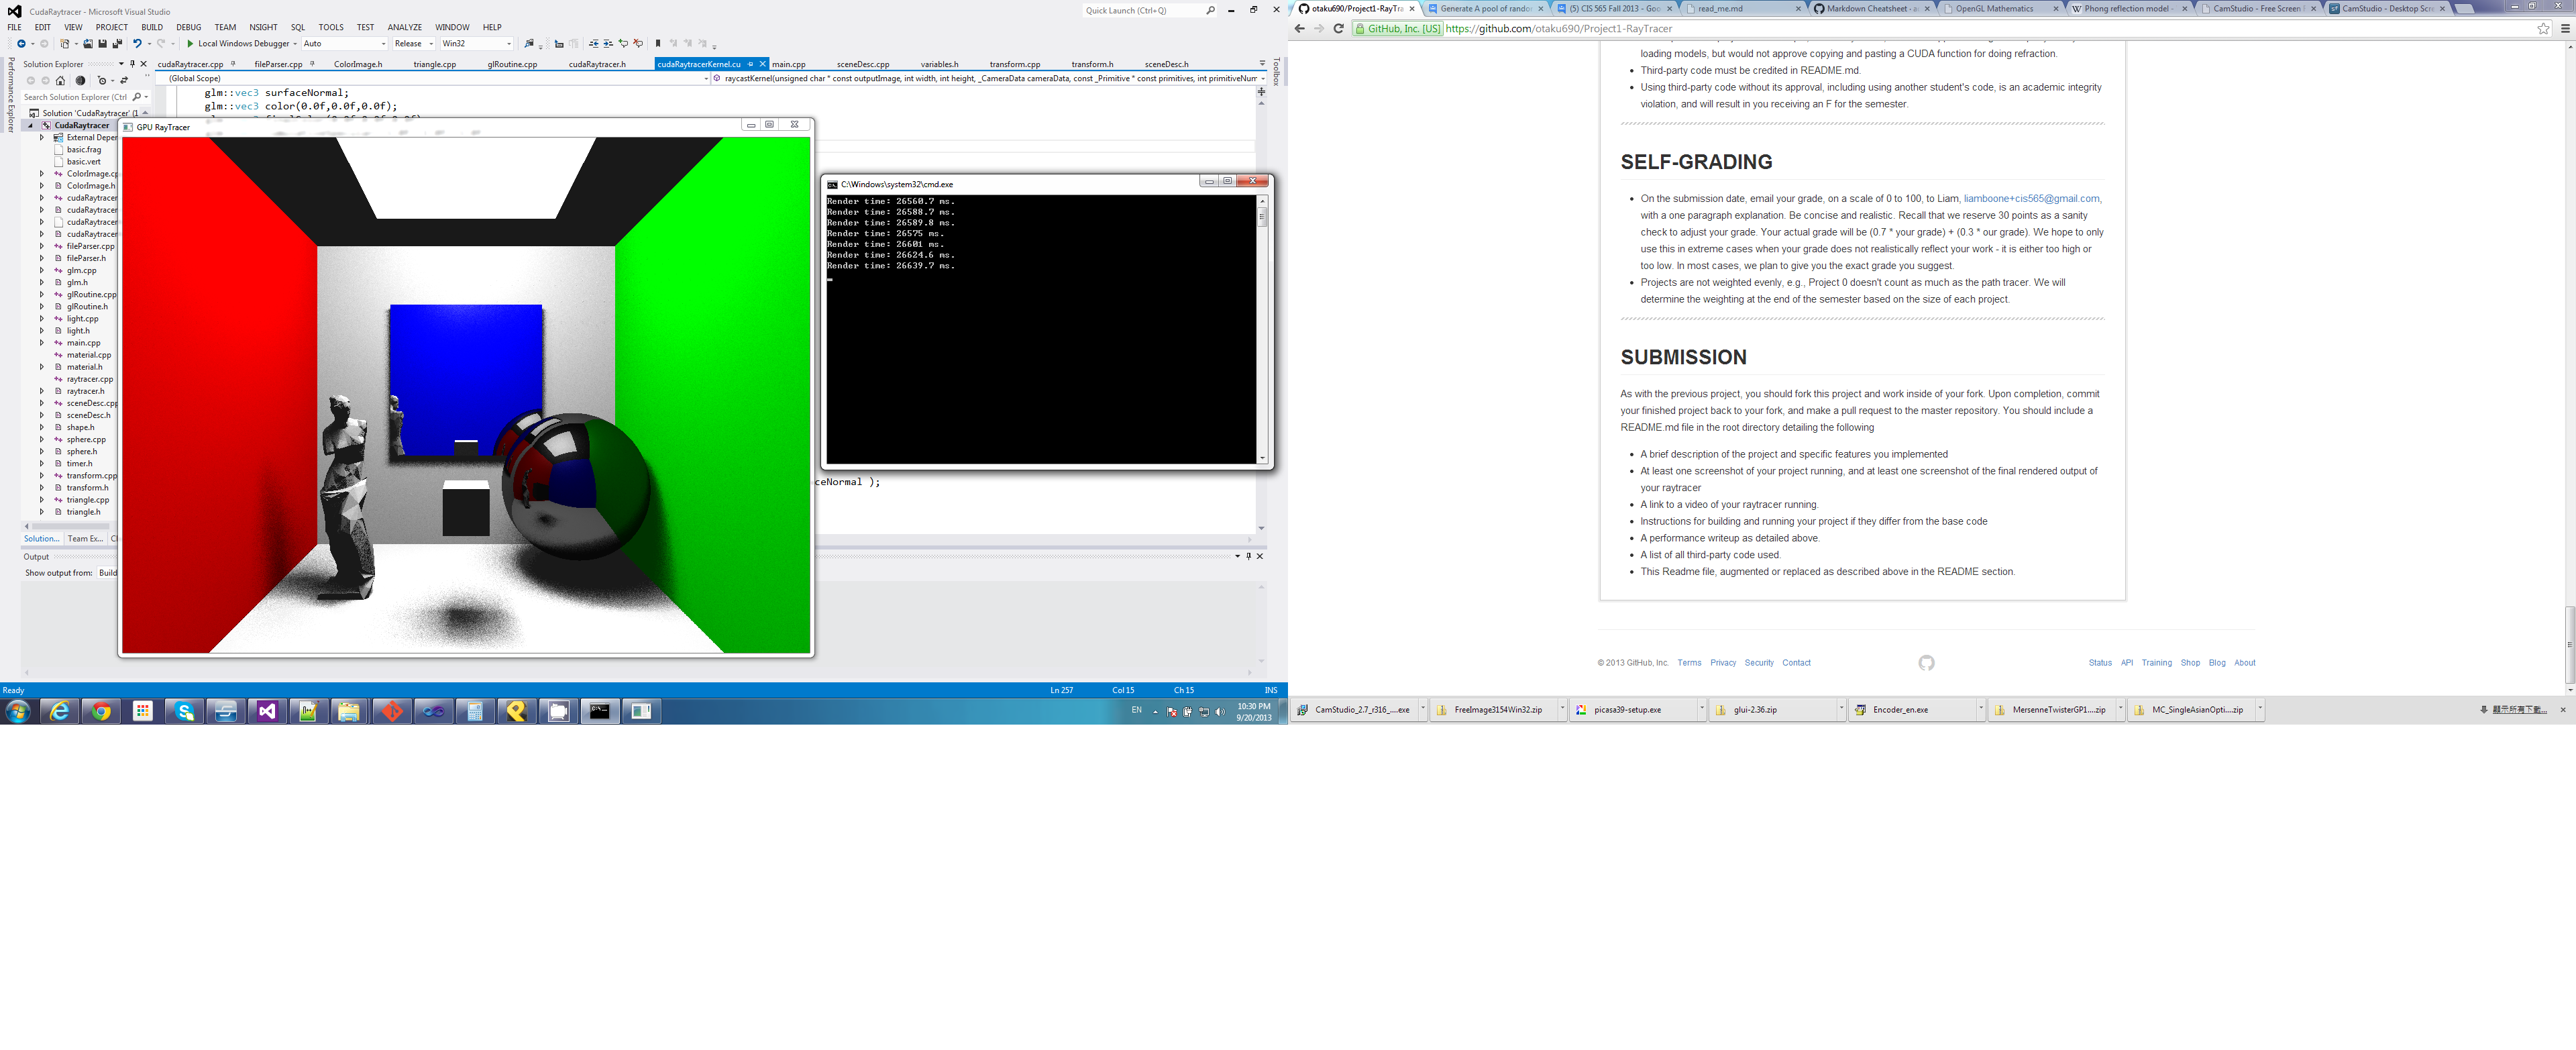 CudaRaytracer - Microsoft Visual Studio
Quick Launch (Ctrl+Q)
FILE EDIT VIEW PROJECT BUILD DEBUG TEAM NSIGHT SQL TOOLS TEST ANALYZE WINDOW HELP
Local Windows Debugger Auto Release Win32
Performance Explorer
Toolbox
Solution Explorer
Search Solution Explorer (Ctrl
Solution 'CudaRaytracer' (1
CudaRaytracer
External Depen
basic.frag
basic.vert
ColorImage.cp
ColorImage.h
cudaRaytracer
cudaRaytracer
cudaRaytracer
cudaRaytracer
fileParser.cpp
fileParser.h
glm.cpp
glm.h
glRoutine.cpp
glRoutine.h
light.cpp
light.h
main.cpp
material.cpp
material.h
raytracer.cpp
raytracer.h
sceneDesc.cpp
sceneDesc.h
shape.h
sphere.cpp
sphere.h
timer.h
transform.cpp
transform.h
triangle.cpp
triangle.h
Solution... Team Ex... Cl
cudaRaytracer.cpp fileParser.cpp ColorImage.h triangle.cpp glRoutine.cpp cudaRaytracer.h cudaRaytracerKernel.cu main.cpp sceneDesc.cpp variables.h transform.cpp transform.h sceneDesc.h
(Global Scope) raycastKernel(unsigned char * const outputImage, int width, int height, _CameraData cameraData, const _Primitive * const primitives, int primitiveNum
glm::vec3 surfaceNormal;
glm::vec3 color(0.0f,0.0f,0.0f);
ceNormal );
GPU RayTracer
C:\Windows\system32\cmd.exe
Render time: 26560.7 ms.
Render time: 26588.7 ms.
Render time: 26589.8 ms.
Render time: 26575 ms.
Render time: 26601 ms.
Render time: 26624.6 ms.
Render time: 26639.7 ms.
Output
Show output from: Build
Ready Ln 257 Col 15 Ch 15 INS
EN 10:30 PM
9/20/2013
otaku690/Project1-RayTra Generate A pool of rando (5) CIS 565 Fall 2013 - Goo read_me.md Markdown Cheatsheet - a OpenGL Mathematics Phong reflection model - CamStudio - Free Screen CamStudio - Desktop Scre
GitHub, Inc. [US] https://github.com/otaku690/Project1-RayTracer
loading models, but would not approve copying and pasting a CUDA function for doing refraction.
Third-party code must be credited in README.md.
Using third-party code without its approval, including using another student's code, is an academic integrity
violation, and will result in you receiving an F for the semester.
SELF-GRADING
On the submission date, email your grade, on a scale of 0 to 100, to Liam, liamboone+cis565@gmail.com,
with a one paragraph explanation. Be concise and realistic. Recall that we reserve 30 points as a sanity
check to adjust your grade. Your actual grade will be (0.7 * your grade) + (0.3 * our grade). We hope to only
use this in extreme cases when your grade does not realistically reflect your work - it is either too high or
too low. In most cases, we plan to give you the exact grade you suggest.
Projects are not weighted evenly, e.g., Project 0 doesn't count as much as the path tracer. We will
determine the weighting at the end of the semester based on the size of each project.
SUBMISSION
As with the previous project, you should fork this project and work inside of your fork. Upon completion, commit
your finished project back to your fork, and make a pull request to the master repository. You should include a
README.md file in the root directory detailing the following
A brief description of the project and specific features you implemented
At least one screenshot of your project running, and at least one screenshot of the final rendered output of
your raytracer
A link to a video of your raytracer running.
Instructions for building and running your project if they differ from the base code
A performance writeup as detailed above.
A list of all third-party code used.
This Readme file, augmented or replaced as described above in the README section.
© 2013 GitHub, Inc. Terms Privacy Security Contact Status API Training Shop Blog About
CamStudio_2.7_r316_....exe FreeImage3154Win32.zip picasa39-setup.exe glui-2.36.zip Encoder_en.exe MersenneTwisterGP1....zip MC_SingleAsianOpti....zip 顯示所有下載...